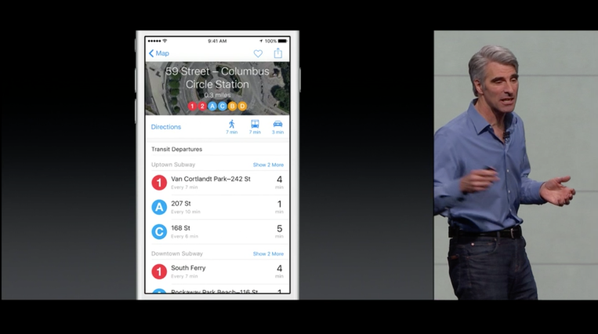 9:41 AM 100%
Map
59 Street – Columbus
Circle Station
0.3 miles
1 2 A C B D
Directions
7 min 7 min 3 min
Transit Departures
Uptown Subway Show 2 More
1 Van Cortlandt Park–242 St 4
Every 7 min min
A 207 St 1
Every 10 min min
C 168 St 5
Every 8 min min
Downtown Subway Show 2 More
1 South Ferry 4
Every 7 min min
Rockaway Park Beach–116 St